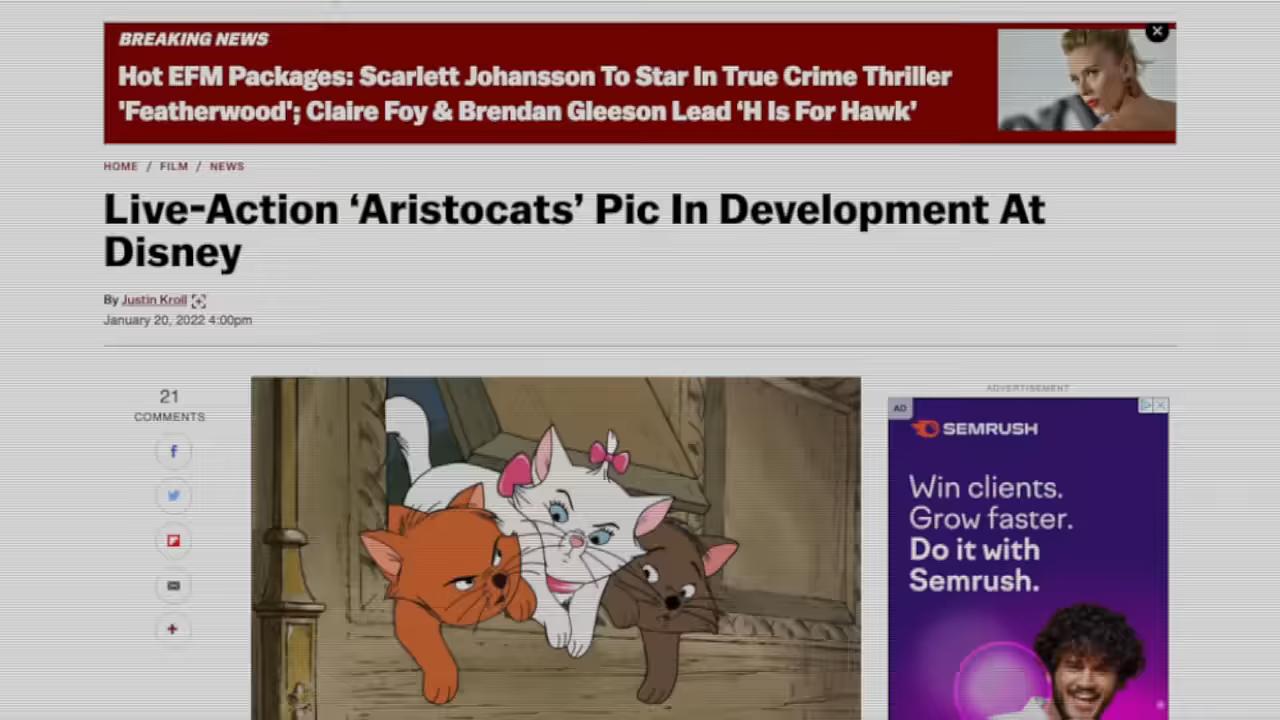 BREAKING NEWS
Hot EFM Packages: Scarlett Johansson To Star In True Crime Thriller
'Featherwood'; Claire Foy & Brendan Gleeson Lead ‘H Is For Hawk’
HOME / FILM / NEWS
Live-Action ‘Aristocats’ Pic In Development At
Disney
By Justin Kroll
January 20, 2022 4:00pm
21
COMMENTS
ADVERTISEMENT
AD
SEMRUSH
Win clients.
Grow faster.
Do it with
Semrush.